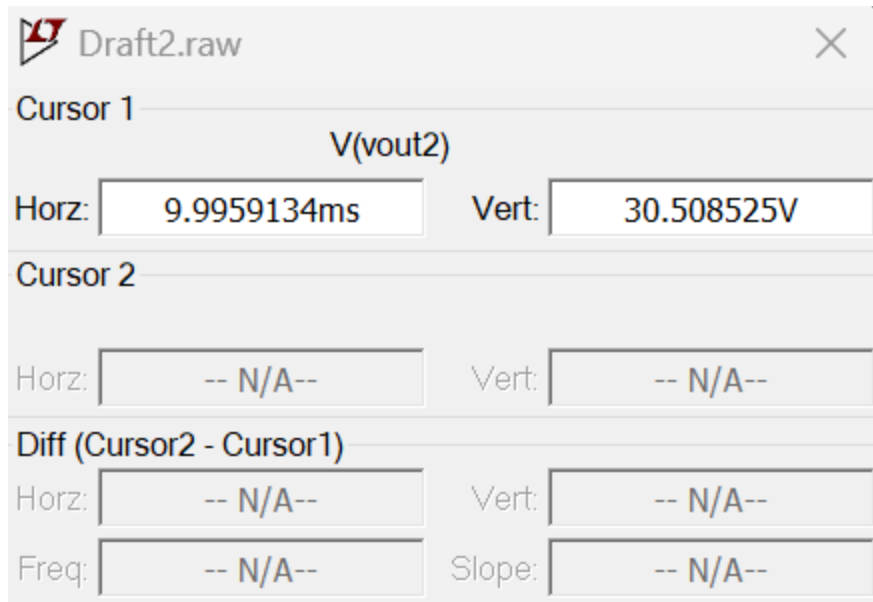 Draft2.raw
Cursor 1
V(vout2)
Horz: 9.9959134ms Vert: 30.508525V
Cursor 2
Horz: -- N/A-- Vert: -- N/A--
Diff (Cursor2 - Cursor1)
Horz: -- N/A-- Vert: -- N/A--
Freq: -- N/A-- Slope: -- N/A--